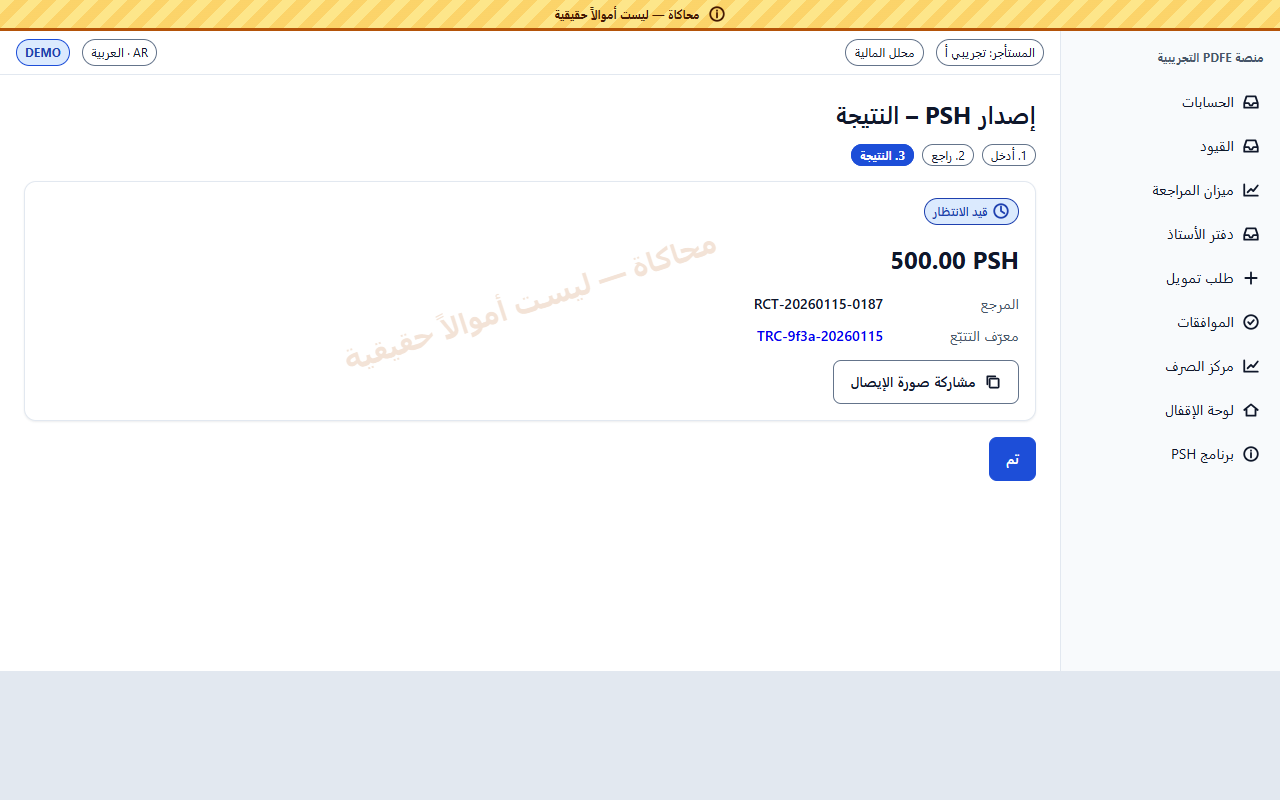 محاكاة — ليست أموالاً حقيقية
منصة PDFE التجريبية
الحسابات
القيود
ميزان المراجعة
دفتر الأستاذ
طلب تمويل
الموافقات
مركز الصرف
لوحة الإقفال
برنامج PSH
المستأجر: تجريبي أ
محلل المالية
AR · العربية
DEMO
إصدار PSH – النتيجة
1. أدخل
2. راجع
3. النتيجة
قيد الانتظار
500.00 PSH
المرجع RCT-20260115-0187
معرّف التتبّع TRC-9f3a-20260115
مشاركة صورة الإيصال
محاكاة — ليست أموالاً حقيقية
تم